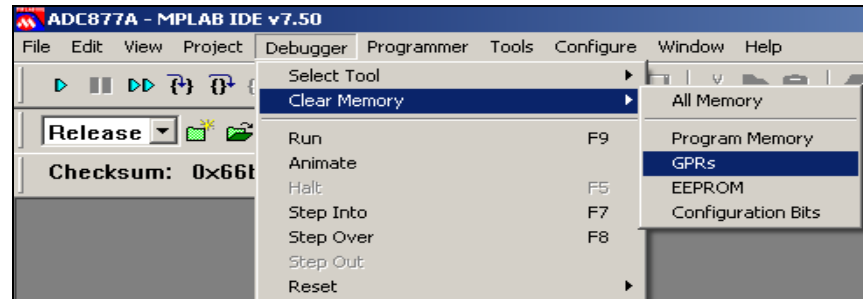 ADC877A - MPLAB IDE v7.50
File Edit View Project Debugger Programmer Tools Configure Window Help
Select Tool
Clear Memory
All Memory
Release
Run F9
Program Memory
Animate
GPRs
Checksum:
Halt F5
EEPROM
Step Into F7
Configuration Bits
Step Over F8
Step Out
Reset